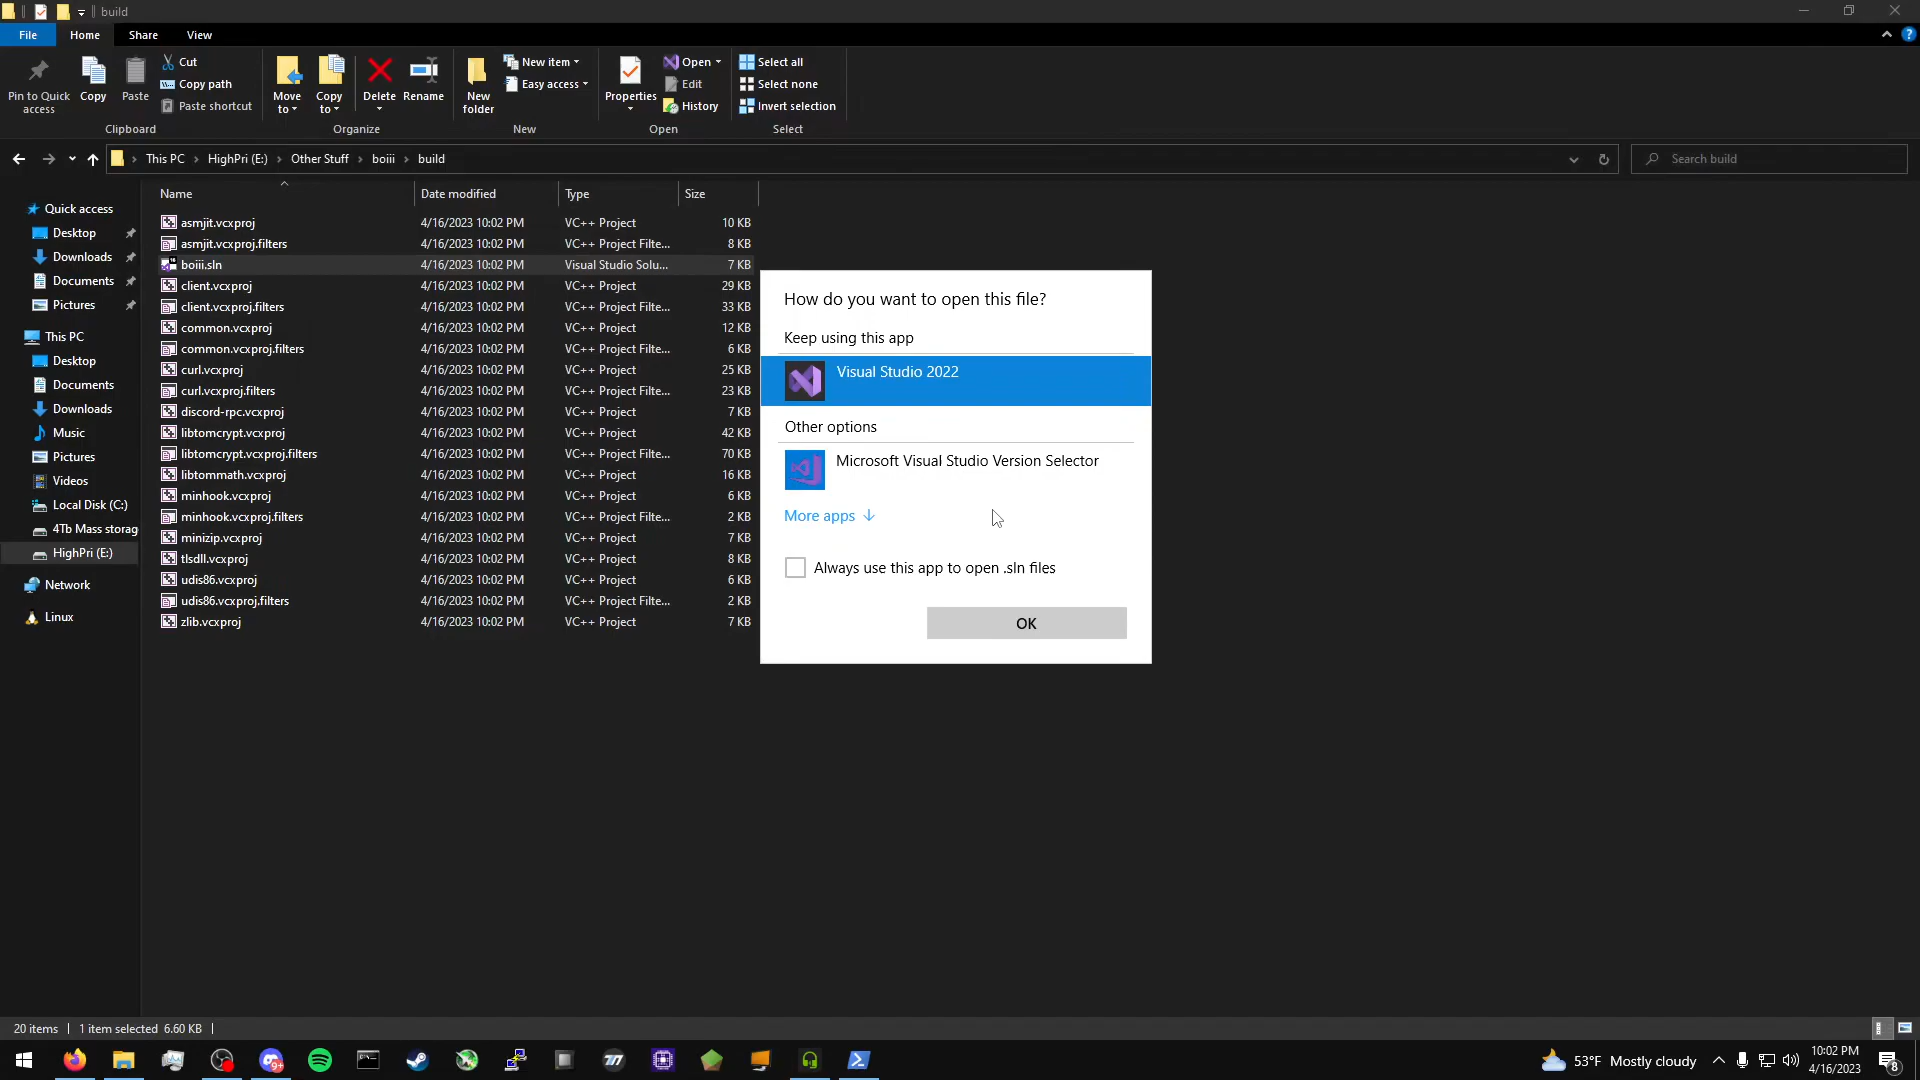 build
File Home Share View
Pin to Quick access
Copy
Paste
Cut
Copy path
Paste shortcut
Clipboard
Move to
Copy to
Delete
Rename
Organize
New folder
New item
Easy access
New
Properties
Open
Edit
History
Open
Select all
Select none
Invert selection
Select
This PC › HighPri (E:) › Other Stuff › boiii › build
Search build
Name Date modified Type Size
asmjit.vcxproj 4/16/2023 10:02 PM VC++ Project 10 KB
asmjit.vcxproj.filters 4/16/2023 10:02 PM VC++ Project Filte... 8 KB
boiii.sln 4/16/2023 10:02 PM Visual Studio Solu... 7 KB
client.vcxproj 4/16/2023 10:02 PM VC++ Project 29 KB
client.vcxproj.filters 4/16/2023 10:02 PM VC++ Project Filte... 33 KB
common.vcxproj 4/16/2023 10:02 PM VC++ Project 12 KB
common.vcxproj.filters 4/16/2023 10:02 PM VC++ Project Filte... 6 KB
curl.vcxproj 4/16/2023 10:02 PM VC++ Project 25 KB
curl.vcxproj.filters 4/16/2023 10:02 PM VC++ Project Filte... 23 KB
discord-rpc.vcxproj 4/16/2023 10:02 PM VC++ Project 7 KB
libtomcrypt.vcxproj 4/16/2023 10:02 PM VC++ Project 42 KB
libtomcrypt.vcxproj.filters 4/16/2023 10:02 PM VC++ Project Filte... 70 KB
libtommath.vcxproj 4/16/2023 10:02 PM VC++ Project 16 KB
minhook.vcxproj 4/16/2023 10:02 PM VC++ Project 6 KB
minhook.vcxproj.filters 4/16/2023 10:02 PM VC++ Project Filte... 2 KB
minizip.vcxproj 4/16/2023 10:02 PM VC++ Project 7 KB
tlsdll.vcxproj 4/16/2023 10:02 PM VC++ Project 8 KB
udis86.vcxproj 4/16/2023 10:02 PM VC++ Project 6 KB
udis86.vcxproj.filters 4/16/2023 10:02 PM VC++ Project Filte... 2 KB
zlib.vcxproj 4/16/2023 10:02 PM VC++ Project 7 KB
Quick access
Desktop
Downloads
Documents
Pictures
This PC
Desktop
Documents
Downloads
Music
Pictures
Videos
Local Disk (C:)
4Tb Mass storag
HighPri (E:)
Network
Linux
How do you want to open this file?
Keep using this app
Visual Studio 2022
Other options
Microsoft Visual Studio Version Selector
More apps
Always use this app to open .sln files
OK
20 items
1 item selected 6.60 KB
9+
53°F Mostly cloudy
10:02 PM
4/16/2023
8